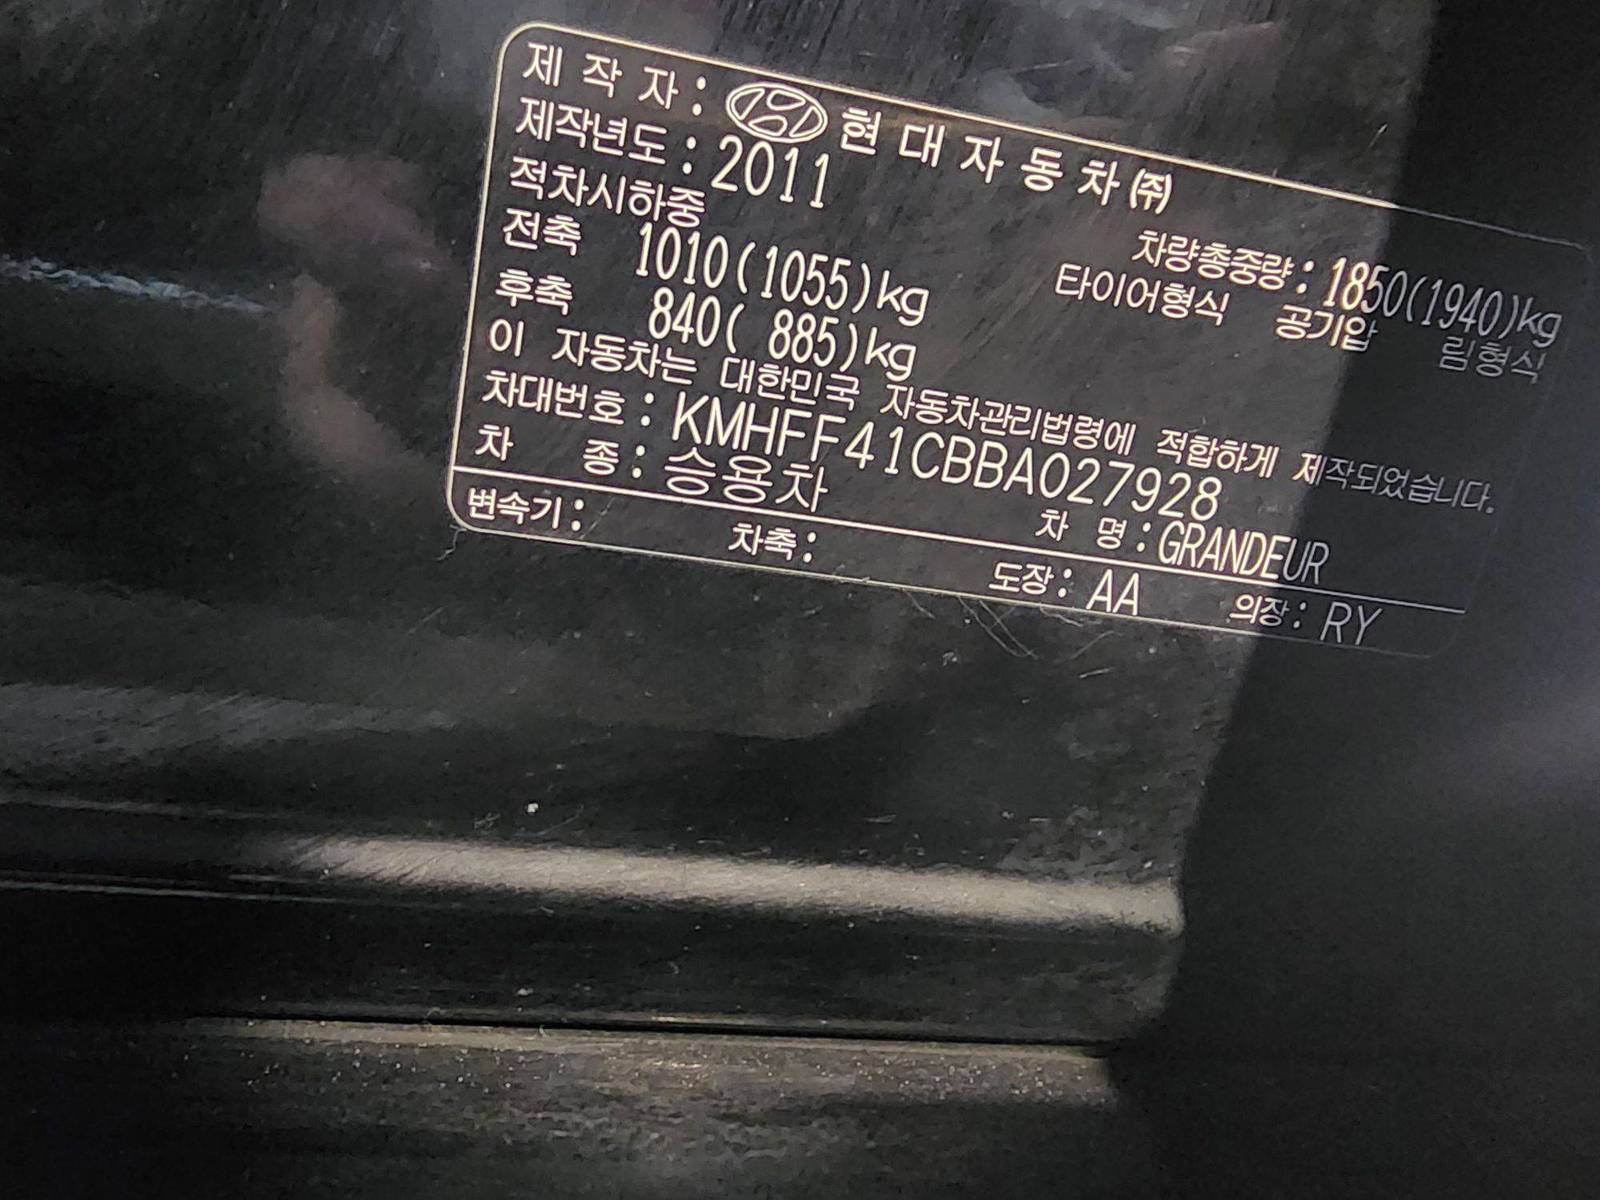 제작자: HYUNDAI 현대자동차㈜
제작년도: 2011
적차시하중 차량총중량: 1850(1940)kg
전축 1010(1055)kg 타이어형식 공기압 림형식
후축 840( 885)kg
이 자동차는 대한민국 자동차관리법령에 적합하게 제작되었습니다.
차대번호: KMHFF41CBBA027928
차 종: 승용차 차 명: GRANDEUR
변속기: 차축: 도장: AA 의장: RY